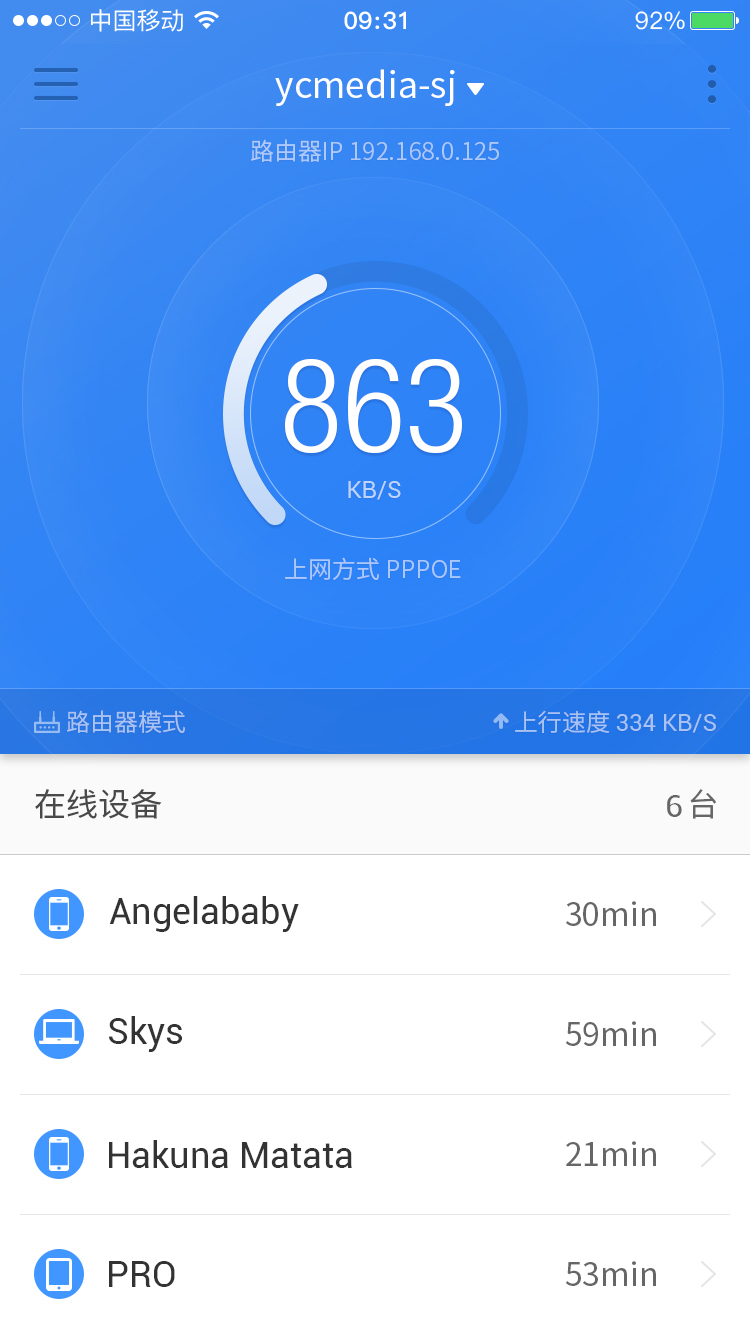 中国移动 09:31 92%
ycmedia-sj
路由器IP 192.168.0.125
863
KB/S
上网方式 PPPOE
路由器模式 上行速度 334 KB/S
在线设备 6 台
Angelababy 30min
Skys 59min
Hakuna Matata 21min
PRO 53min